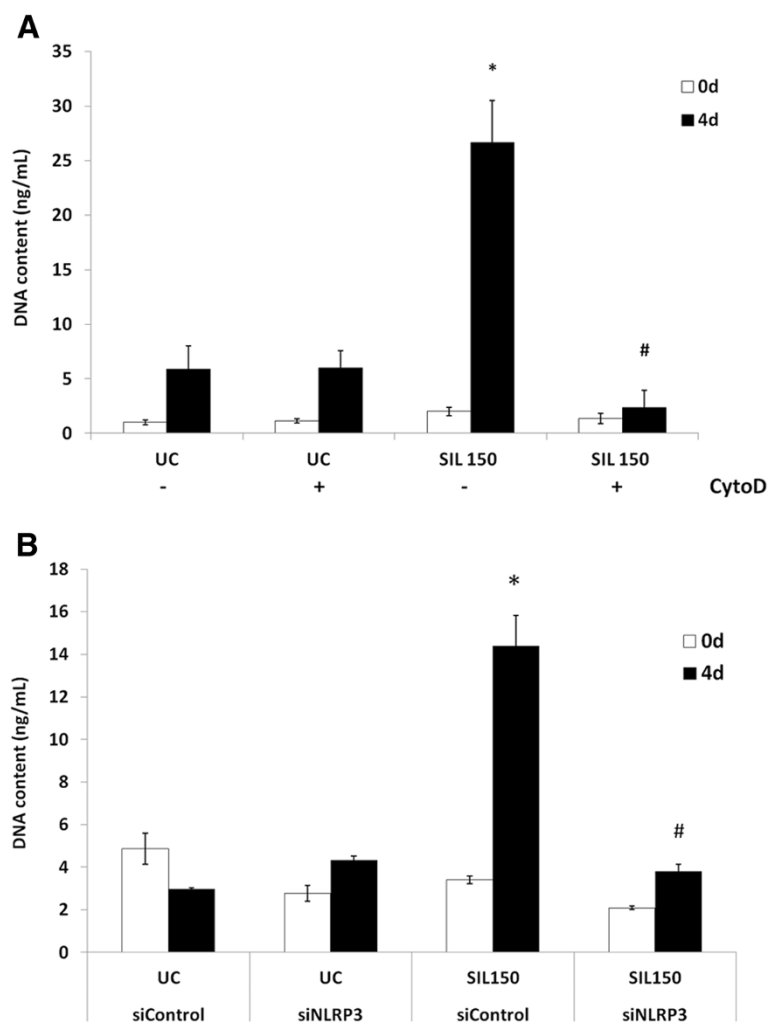 A
35
30
25
20
15
10
5
0
DNA content (ng/mL)
*
#
0d
4d
UC UC SIL 150 SIL 150
- + - + CytoD
B
18
16
14
12
10
8
6
4
2
0
DNA content (ng/mL)
*
#
0d
4d
UC UC SIL150 SIL150
siControl siNLRP3 siControl siNLRP3